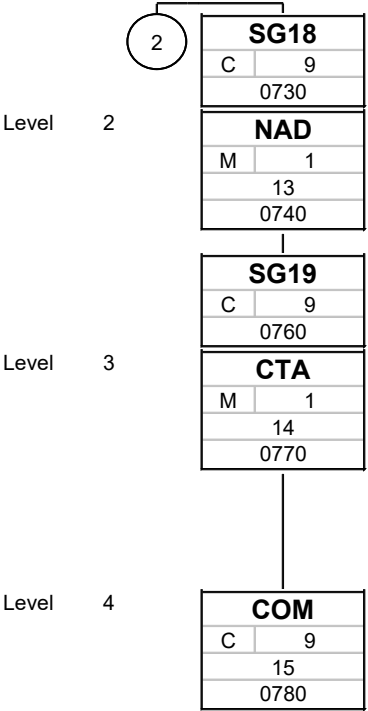 2
SG18
C 9
0730
Level 2
NAD
M 1
13
0740
SG19
C 9
0760
Level 3
CTA
M 1
14
0770
Level 4
COM
C 9
15
0780